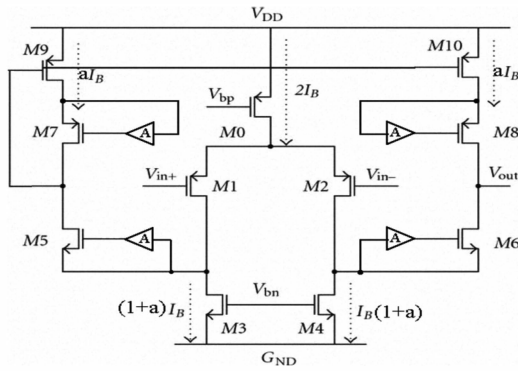 V_DD
M9
M10
aI_B
2I_B
aI_B
V_bp
M7
A
M0
A
M8
V_in+
M1
M2
V_in−
V_out
M5
A
A
M6
V_bn
(1+a)I_B
M3
M4
I_B(1+a)
G_ND